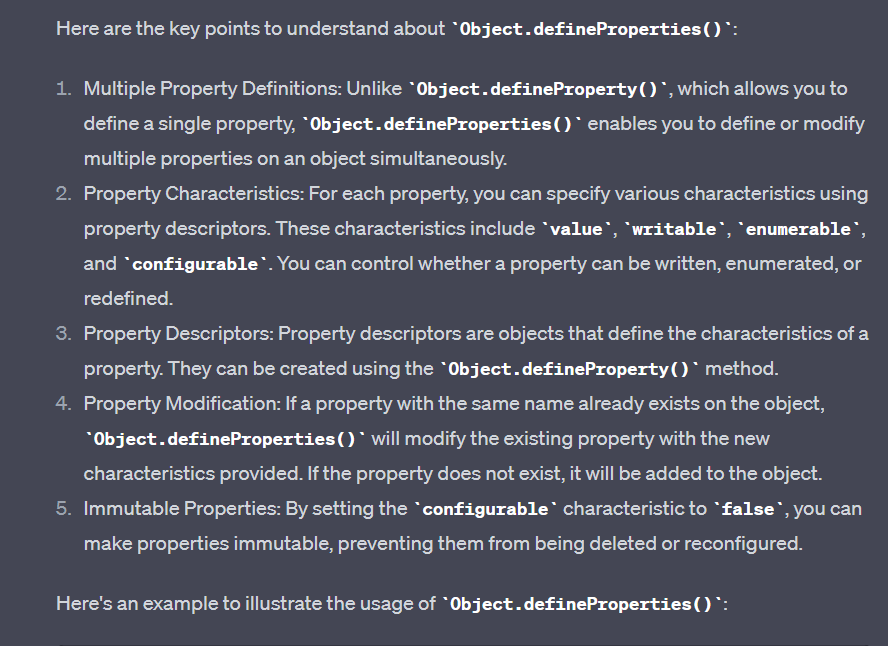 Here are the key points to understand about `Object.defineProperties()`:
1. Multiple Property Definitions: Unlike `Object.defineProperty()`, which allows you to
define a single property, `Object.defineProperties()` enables you to define or modify
multiple properties on an object simultaneously.
2. Property Characteristics: For each property, you can specify various characteristics using
property descriptors. These characteristics include `value`, `writable`, `enumerable`,
and `configurable`. You can control whether a property can be written, enumerated, or
redefined.
3. Property Descriptors: Property descriptors are objects that define the characteristics of a
property. They can be created using the `Object.defineProperty()` method.
4. Property Modification: If a property with the same name already exists on the object,
`Object.defineProperties()` will modify the existing property with the new
characteristics provided. If the property does not exist, it will be added to the object.
5. Immutable Properties: By setting the `configurable` characteristic to `false`, you can
make properties immutable, preventing them from being deleted or reconfigured.
Here's an example to illustrate the usage of `Object.defineProperties()`: